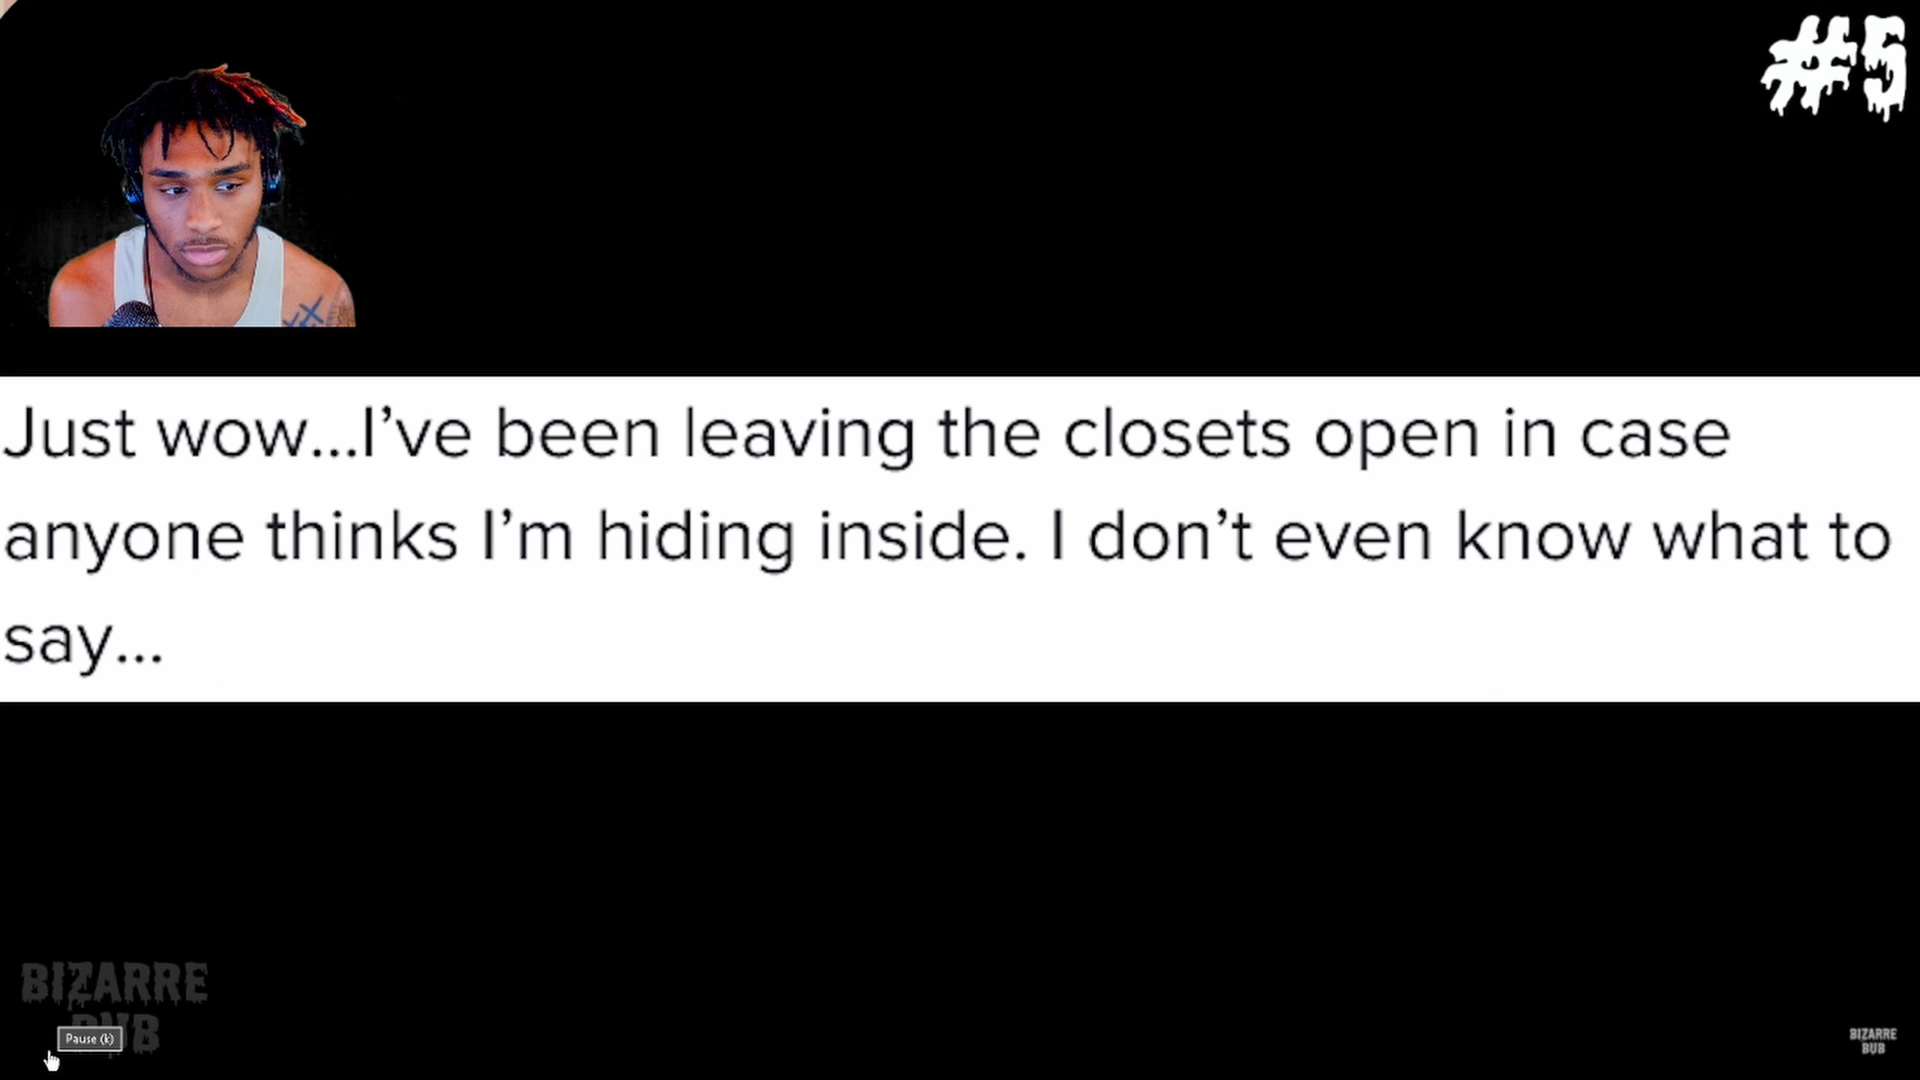 #5
Just wow...I’ve been leaving the closets open in case
anyone thinks I’m hiding inside. I don’t even know what to
say...
BIZARRE
BUB
Pause (k)
BIZARRE
BUB